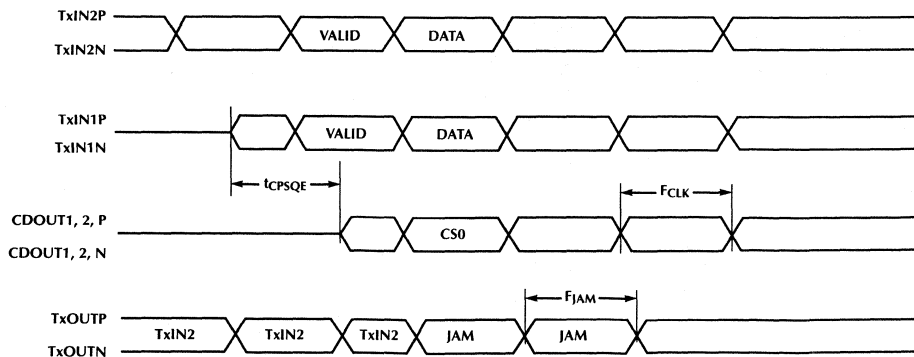 TxIN2P
TxIN2N
VALID DATA
TxIN1P
TxIN1N
VALID DATA
tCPSQE
FCLK
CDOUT1, 2, P
CDOUT1, 2, N
CS0
FJAM
TxOUTP
TxOUTN
TxIN2 TxIN2 TxIN2 JAM JAM